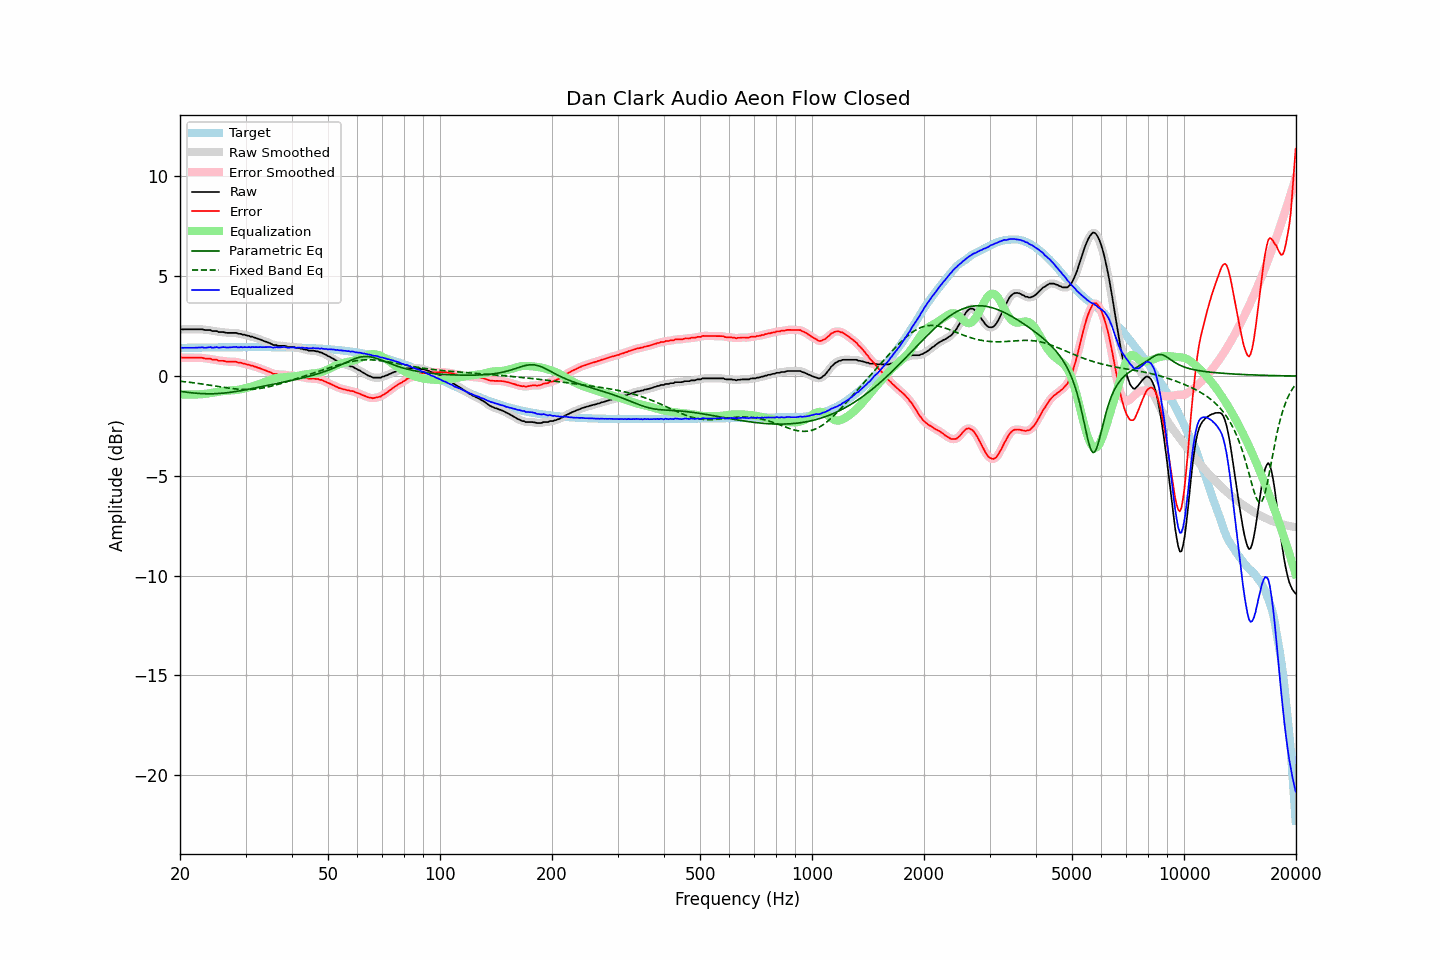 Dan Clark Audio Aeon Flow Closed
Target
Raw Smoothed
Error Smoothed
Raw
Error
Equalization
Parametric Eq
Fixed Band Eq
Equalized
10
5
0
−5
−10
−15
−20
Amplitude (dBr)
20 50 100 200 500 1000 2000 5000 10000 20000
Frequency (Hz)